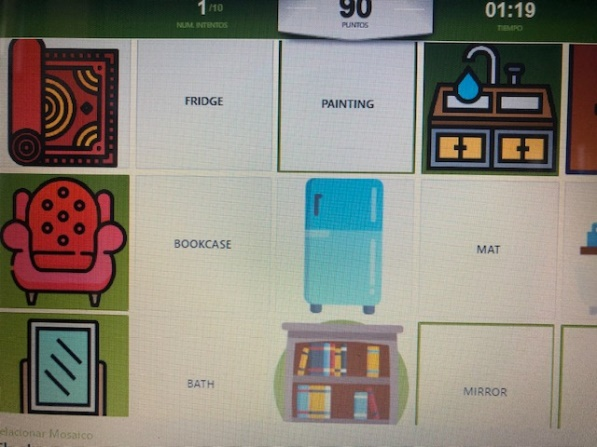 1/10
NUM. INTENTOS
90
PUNTOS
01:19
TIEMPO
FRIDGE
PAINTING
BOOKCASE
MAT
BATH
MIRROR
elacionar Mosaico